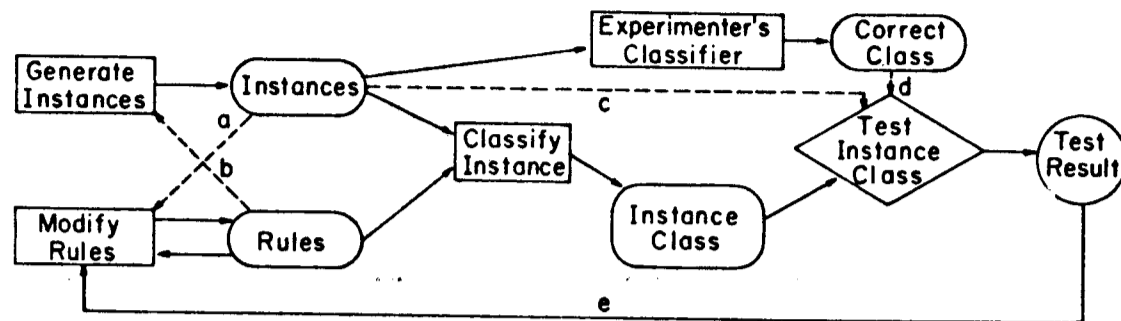 Generate
Instances
Instances
Experimenter's
Classifier
Correct
Class
a
b
c
d
Classify
Instance
Test
Instance
Class
Test
Result
Modify
Rules
Rules
Instance
Class
e